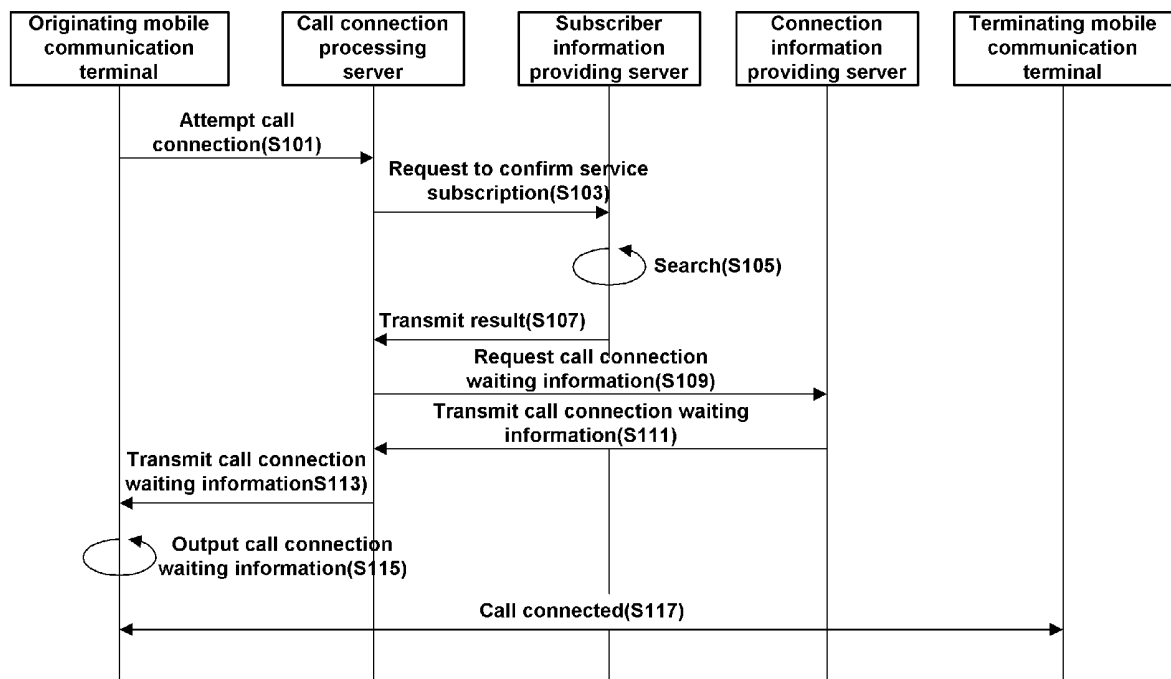 Originating mobile
communication
terminal
Call connection
processing
server
Subscriber
information
providing server
Connection
information
providing server
Terminating mobile
communication
terminal
Attempt call
connection(S101)
Request to confirm service
subscription(S103)
Search(S105)
Transmit result(S107)
Request call connection
waiting information(S109)
Transmit call connection waiting
information(S111)
Transmit call connection
waiting informationS113)
Output call connection
waiting information(S115)
Call connected(S117)